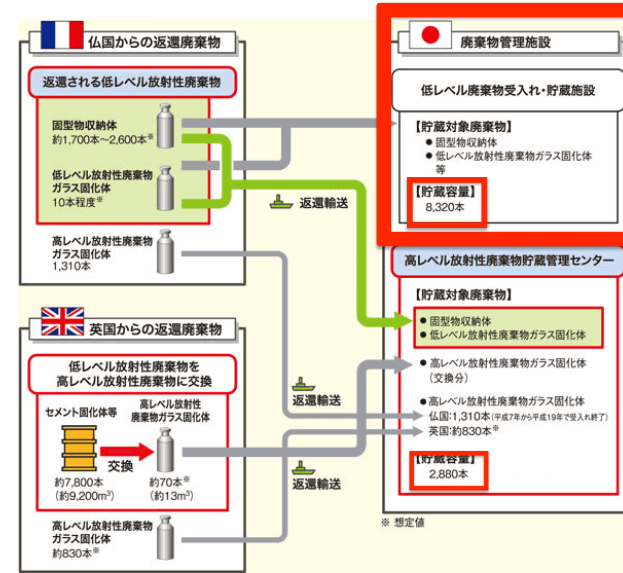 仏国からの返還廃棄物
返還される低レベル放射性廃棄物
固型物収納体
約1,700本～2,600本※
低レベル放射性廃棄物
ガラス固化体
10本程度※
高レベル放射性廃棄物
ガラス固化体
1,310本
返還輸送
英国からの返還廃棄物
低レベル放射性廃棄物を
高レベル放射性廃棄物に交換
セメント固化体等
高レベル放射性
廃棄物ガラス固化体
交換
約7,800本
（約9,200m³）
約70本※
（約13m³）
高レベル放射性廃棄物
ガラス固化体
約830本※
返還輸送
返還輸送
廃棄物管理施設
低レベル廃棄物受入れ・貯蔵施設
【貯蔵対象廃棄物】
● 固型物収納体
● 低レベル放射性廃棄物ガラス固化体
等
【貯蔵容量】
8,320本
高レベル放射性廃棄物貯蔵管理センター
【貯蔵対象廃棄物】
● 固型物収納体
● 低レベル放射性廃棄物ガラス固化体
● 高レベル放射性廃棄物ガラス固化体
（交換分）
● 高レベル放射性廃棄物ガラス固化体
仏国：1,310本（平成7年から平成19年で受入れ終了）
英国：約830本※
【貯蔵容量】
2,880本
※ 想定値